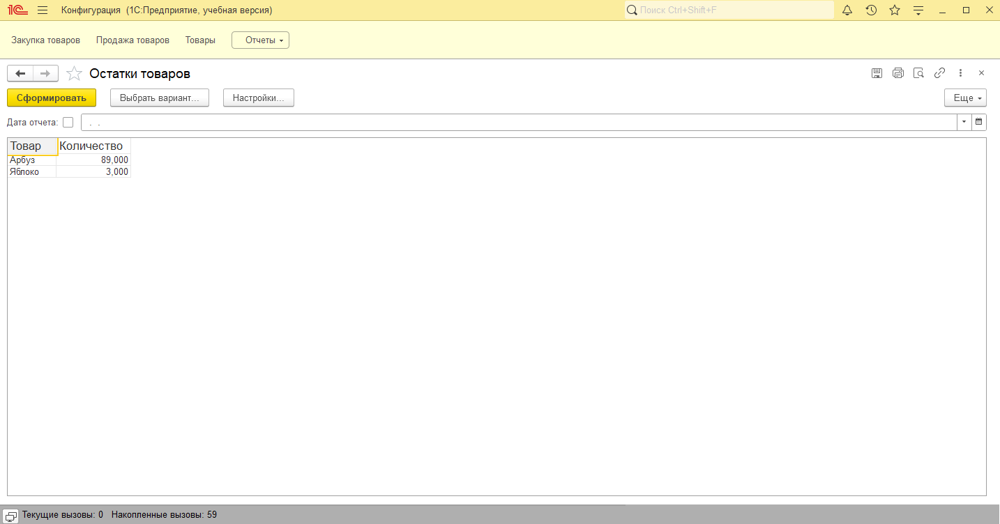 1С Конфигурация (1С:Предприятие, учебная версия) Поиск Ctrl+Shift+F
Закупка товаров Продажа товаров Товары Отчеты
Остатки товаров
Сформировать Выбрать вариант... Настройки... Еще
Дата отчета: . .
Товар Количество
Арбуз 89,000
Яблоко 3,000
Текущие вызовы: 0 Накопленные вызовы: 59